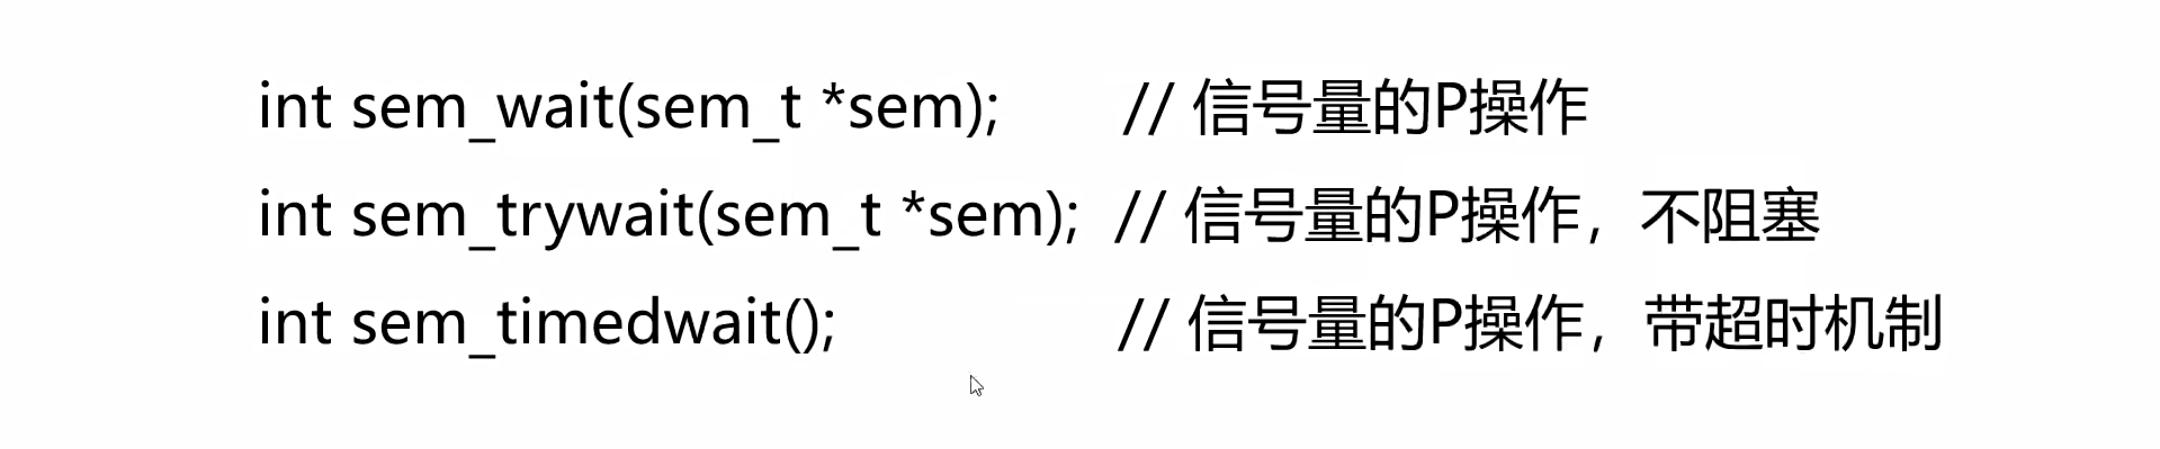 int sem_wait(sem_t *sem); // 信号量的P操作
int sem_trywait(sem_t *sem); // 信号量的P操作，不阻塞
int sem_timedwait(); // 信号量的P操作，带超时机制